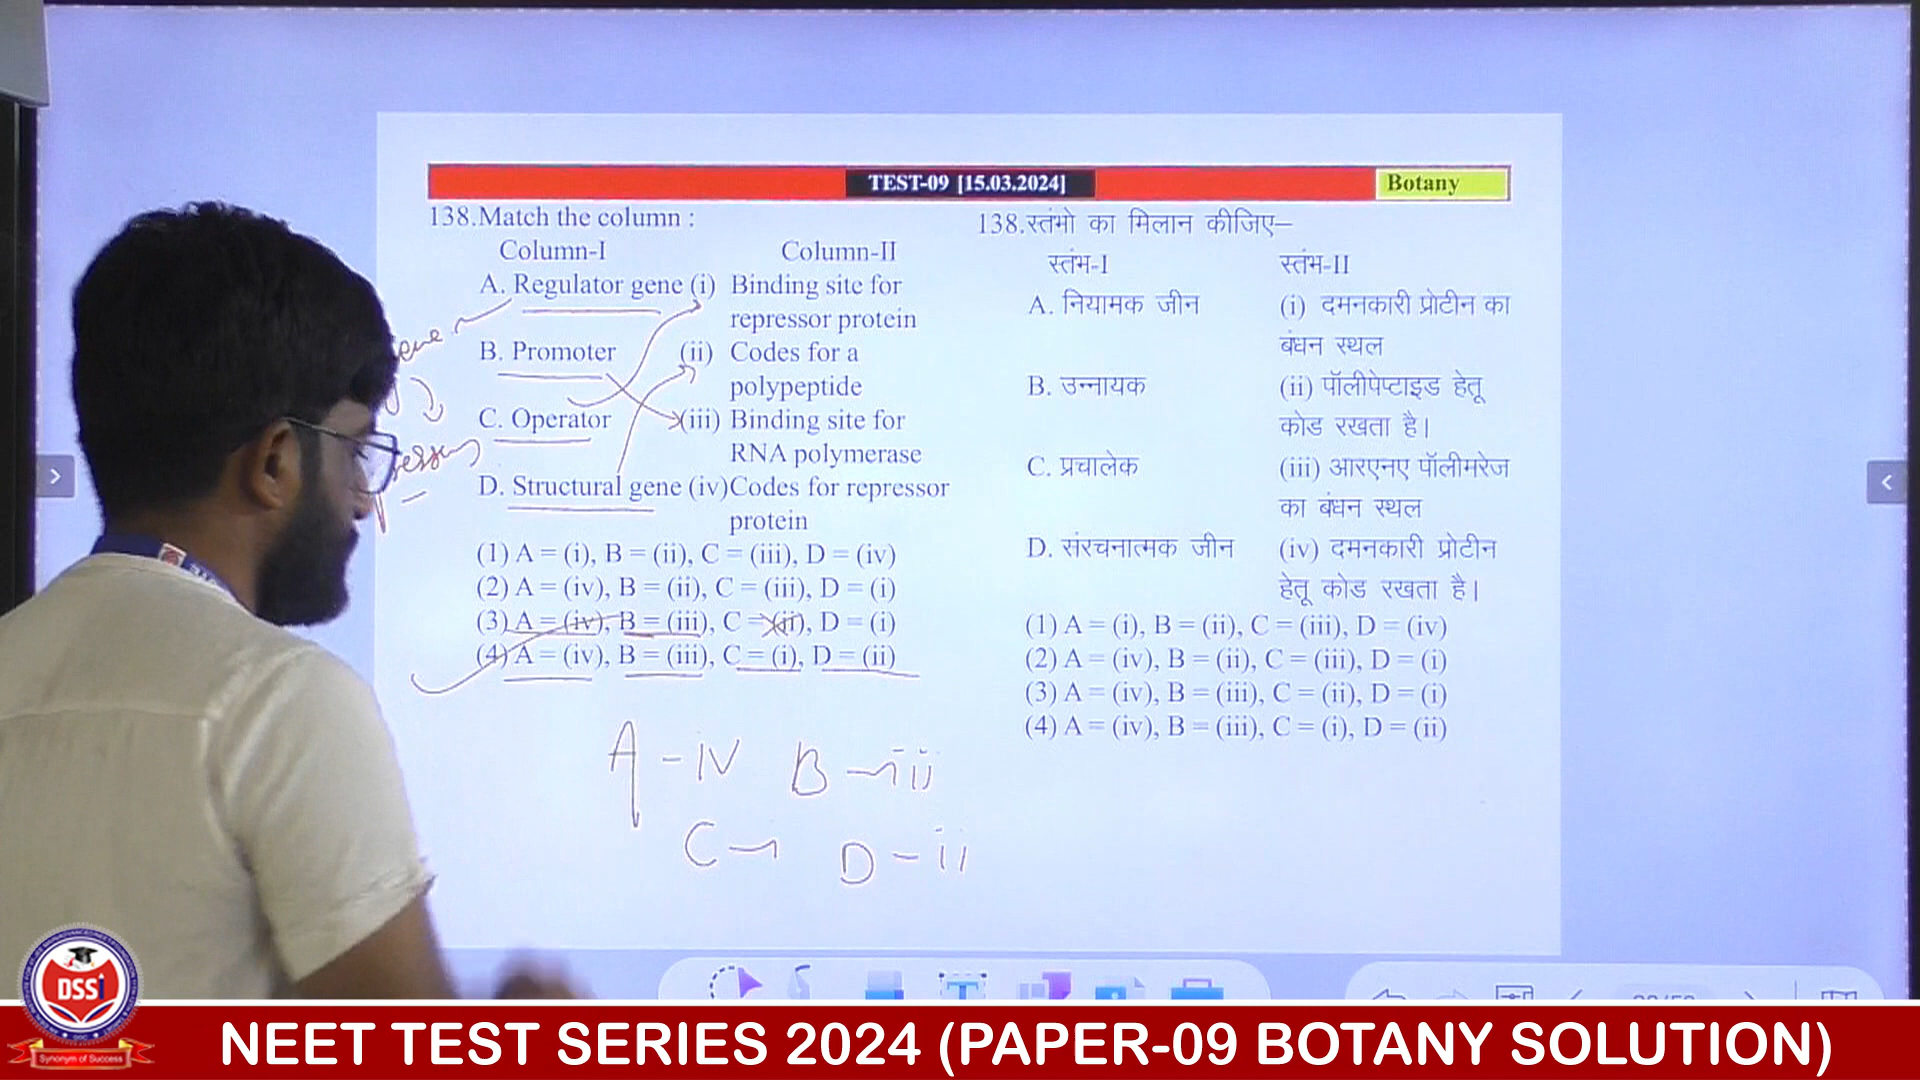 TEST-09 [15.03.2024]
Botany
138.Match the column :
Column-I Column-II
A. Regulator gene (i) Binding site for
repressor protein
B. Promoter (ii) Codes for a
polypeptide
C. Operator (iii) Binding site for
RNA polymerase
D. Structural gene (iv)Codes for repressor
protein
(1) A = (i), B = (ii), C = (iii), D = (iv)
(2) A = (iv), B = (ii), C = (iii), D = (i)
(3) A = (iv), B = (iii), C = (ii), D = (i)
(4) A = (iv), B = (iii), C = (i), D = (ii)
A - iv B - iii
C - i D - ii
138.स्तंभो का मिलान कीजिए–
स्तंभ-I स्तंभ-II
A. नियामक जीन (i) दमनकारी प्रोटीन का
बंधन स्थल
B. उन्नायक (ii) पॉलीपेप्टाइड हेतू
कोड रखता है।
C. प्रचालेक (iii) आरएनए पॉलीमरेज
का बंधन स्थल
D. संरचनात्मक जीन (iv) दमनकारी प्रोटीन
हेतू कोड रखता है।
(1) A = (i), B = (ii), C = (iii), D = (iv)
(2) A = (iv), B = (ii), C = (iii), D = (i)
(3) A = (iv), B = (iii), C = (ii), D = (i)
(4) A = (iv), B = (iii), C = (i), D = (ii)
DSSi
Synonym of Success
NEET TEST SERIES 2024 (PAPER-09 BOTANY SOLUTION)